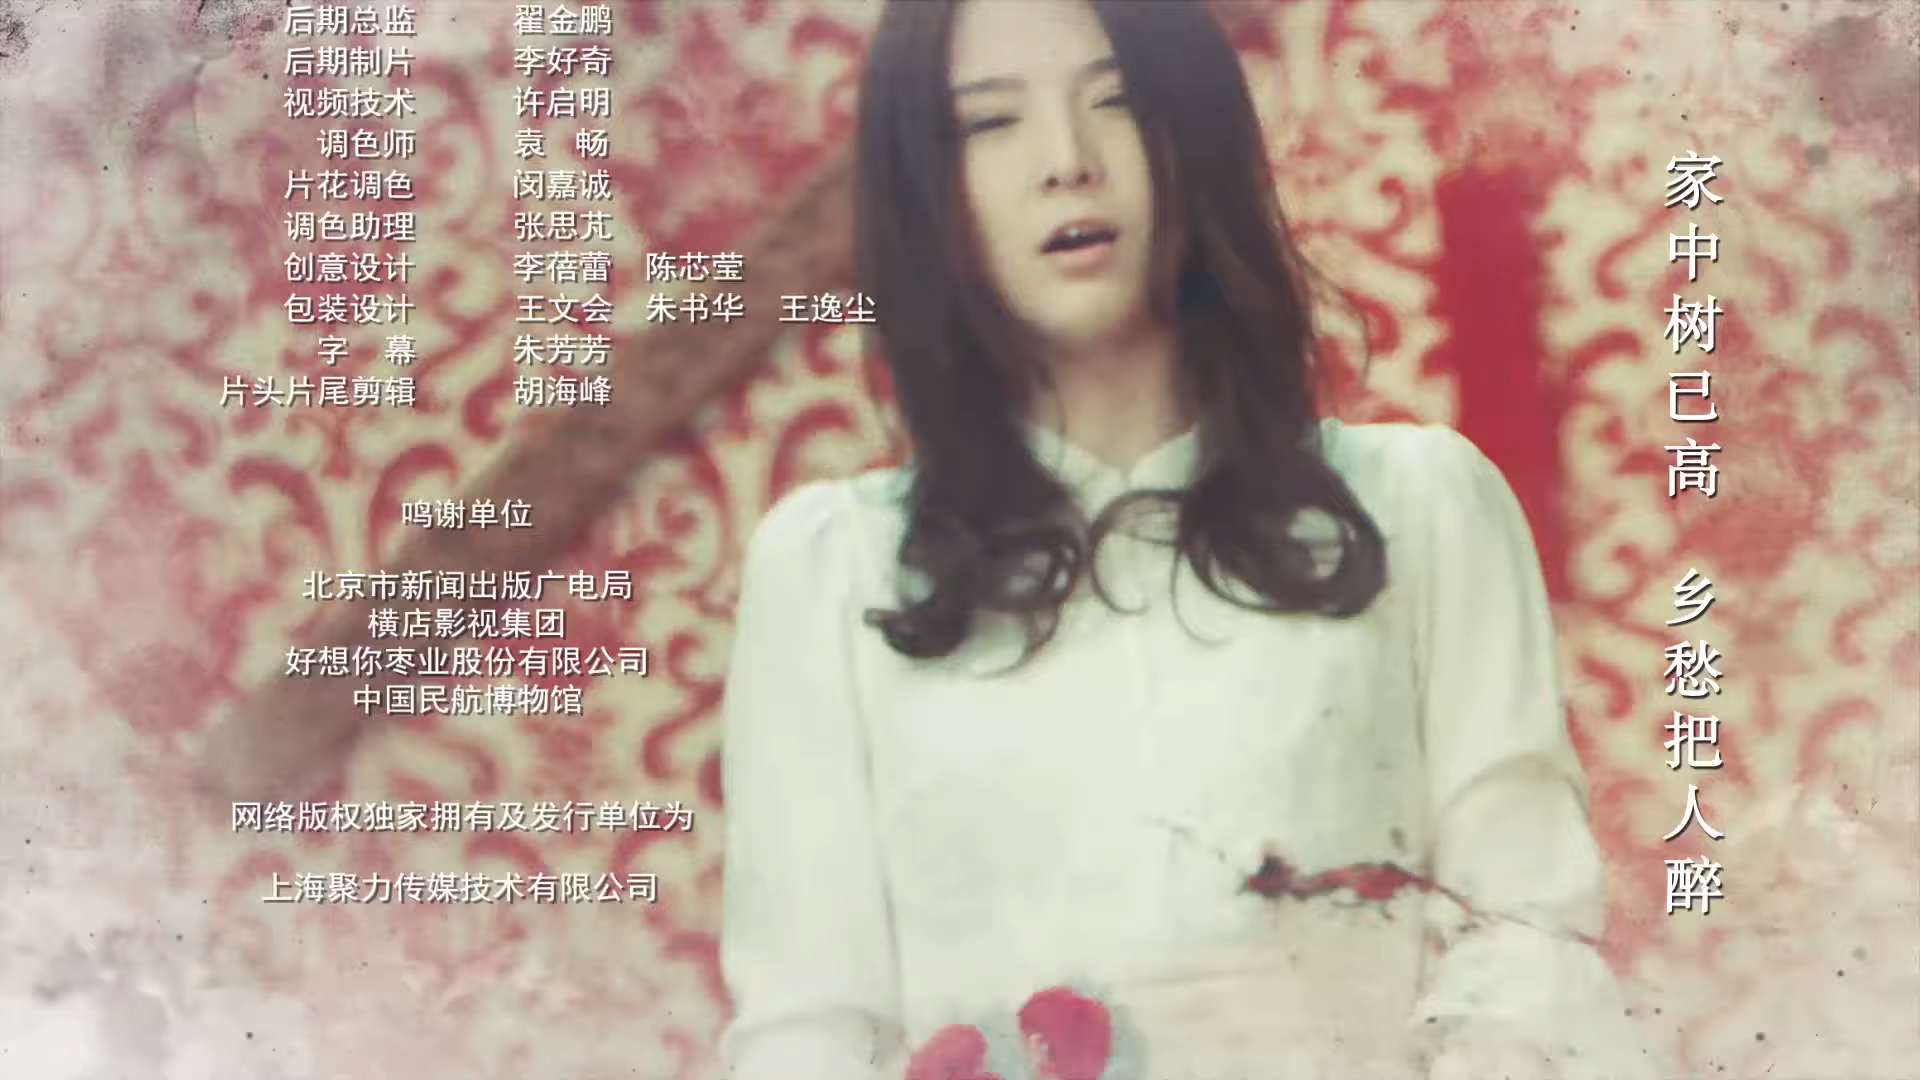 后期总监 翟金鹏
后期制片 李好奇
视频技术 许启明
调色师 袁 畅
片花调色 闵嘉诚
调色助理 张思芃
创意设计 李蓓蕾 陈芯莹
包装设计 王文会 朱书华 王逸尘
字 幕 朱芳芳
片头片尾剪辑 胡海峰
鸣谢单位
北京市新闻出版广电局
横店影视集团
好想你枣业股份有限公司
中国民航博物馆
网络版权独家拥有及发行单位为
上海聚力传媒技术有限公司
家中树已高 乡愁把人醉